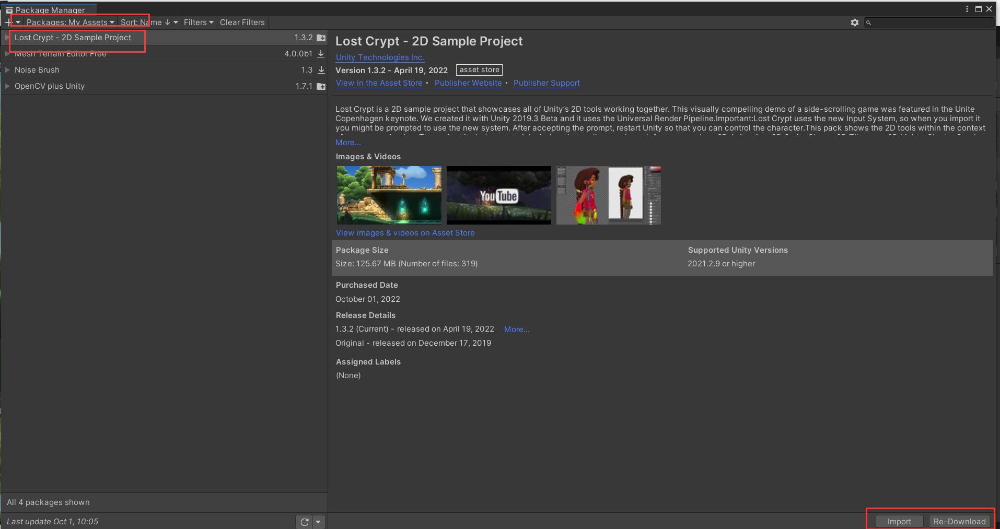 Package Manager
Packages: My Assets Sort: Name ↓ Filters Clear Filters
Lost Crypt - 2D Sample Project 1.3.2
Mesh Terrain Editor Free 4.0.0b1
Noise Brush 1.3
OpenCV plus Unity 1.7.1
All 4 packages shown
Last update Oct 1, 10:05
Lost Crypt - 2D Sample Project
Unity Technologies Inc.
Version 1.3.2 - April 19, 2022 asset store
View in the Asset Store • Publisher Website • Publisher Support
Lost Crypt is a 2D sample project that showcases all of Unity’s 2D tools working together. This visually compelling demo of a side-scrolling game was featured in the Unite
Copenhagen keynote. We created it with Unity 2019.3 Beta and it uses the Universal Render Pipeline.Important:Lost Crypt uses the new Input System, so when you import it
you might be prompted to use the new system. After accepting the prompt, restart Unity so that you can control the character.This pack shows the 2D tools within the context
More...
Images & Videos
YouTube
View images & videos on Asset Store
Package Size
Size: 125.67 MB (Number of files: 319)
Supported Unity Versions
2021.2.9 or higher
Purchased Date
October 01, 2022
Release Details
1.3.2 (Current) - released on April 19, 2022 More...
Original - released on December 17, 2019
Assigned Labels
(None)
Import Re-Download